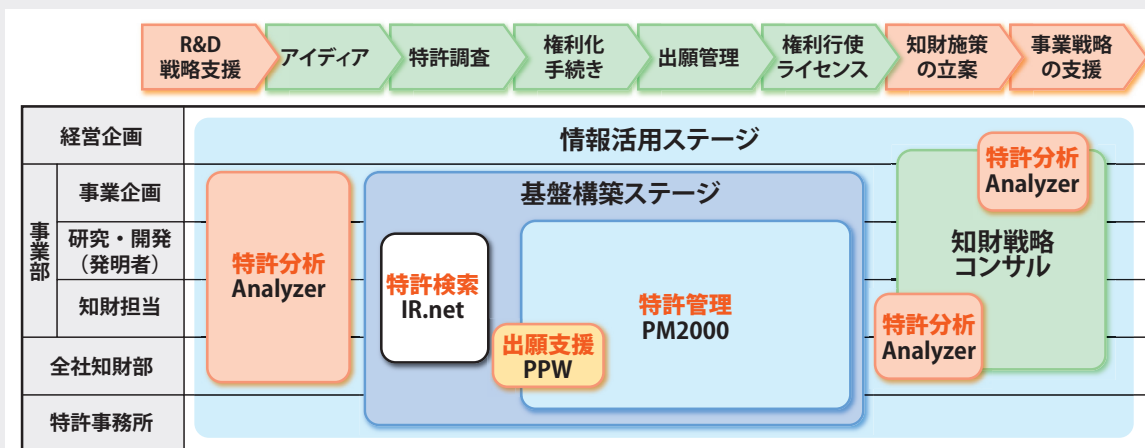 R&D
戦略支援
アイディア
特許調査
権利化
手続き
出願管理
権利行使
ライセンス
知財施策
の立案
事業戦略
の支援
経営企画
情報活用ステージ
事業部
事業企画
研究・開発
（発明者）
知財担当
全社知財部
特許事務所
特許分析
Analyzer
基盤構築ステージ
特許検索
IR.net
出願支援
PPW
特許管理
PM2000
特許分析
Analyzer
知財戦略
コンサル
特許分析
Analyzer